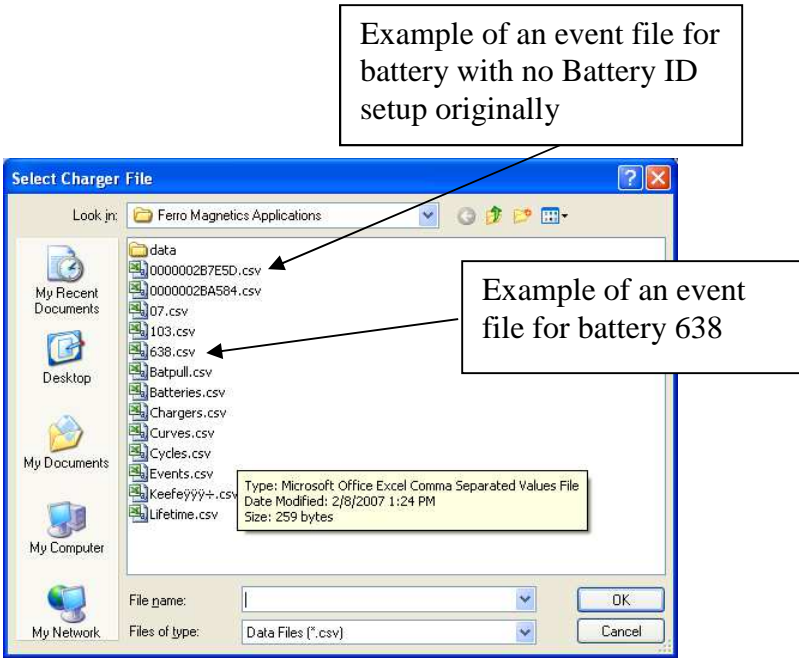 Example of an event file for
battery with no Battery ID
setup originally
Select Charger File
Look in:
Ferro Magnetics Applications
My Recent
Documents
Desktop
My Documents
My Computer
My Network
data
0000002B7E5D.csv
0000002BA584.csv
07.csv
103.csv
638.csv
Batpull.csv
Batteries.csv
Chargers.csv
Curves.csv
Cycles.csv
Events.csv
Keefeÿÿÿ÷.csv
Lifetime.csv
Example of an event
file for battery 638
Type: Microsoft Office Excel Comma Separated Values File
Date Modified: 2/8/2007 1:24 PM
Size: 259 bytes
File name:
OK
Files of type:
Data Files (*.csv)
Cancel